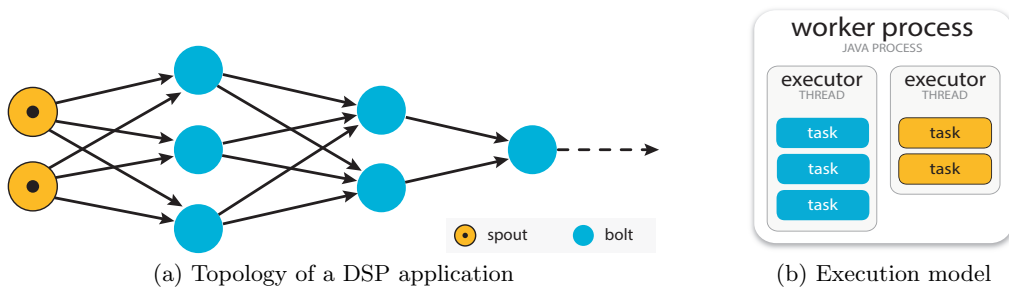 spout
bolt
(a) Topology of a DSP application
worker process
JAVA PROCESS
executor
THREAD
task
task
task
executor
THREAD
task
task
(b) Execution model